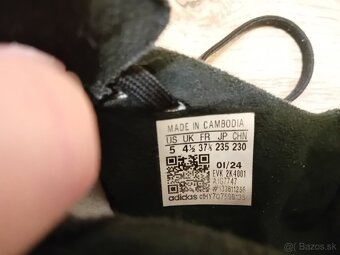 MADE IN CAMBODIA
US UK FR JP CHN
5 4½ 37⅓ 235 230
01/24
EVK 2K4001
adidas
Bazos.sk